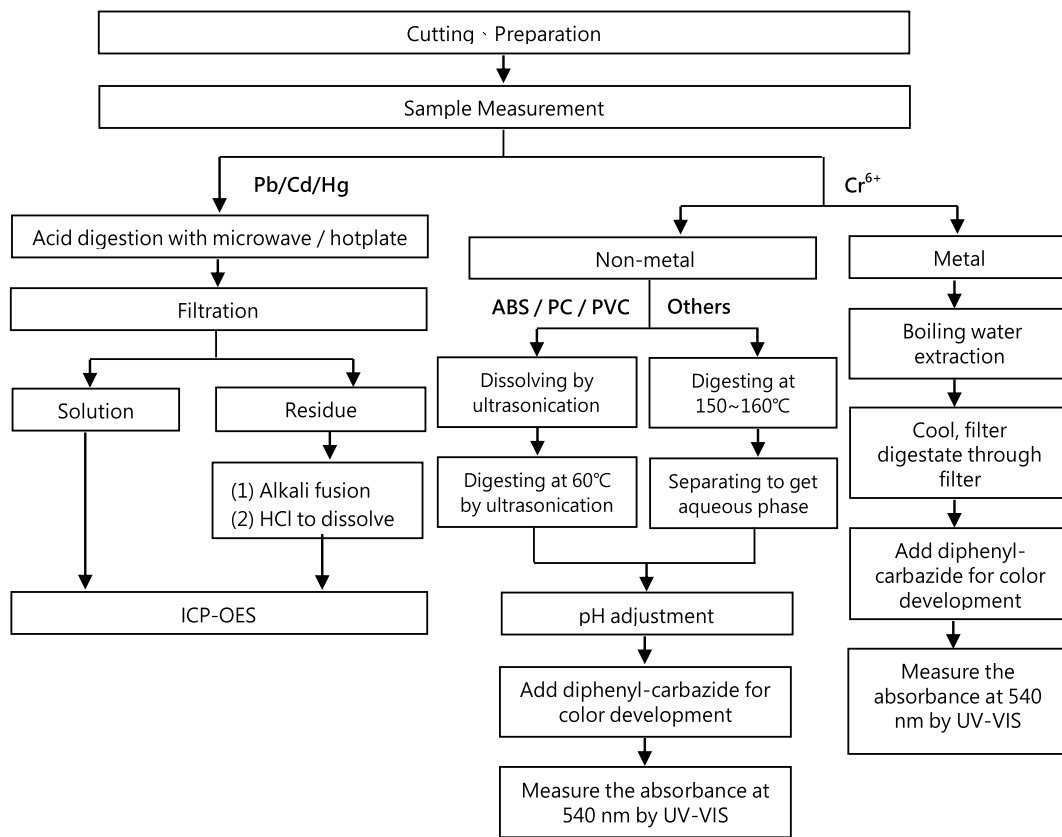 Cutting、Preparation
Sample Measurement
Pb/Cd/Hg
Cr⁶⁺
Acid digestion with microwave / hotplate
Filtration
Solution
Residue
(1) Alkali fusion
(2) HCl to dissolve
ICP-OES
Non-metal
ABS / PC / PVC
Others
Dissolving by
ultrasonication
Digesting at 60℃
by ultrasonication
Digesting at
150~160℃
Separating to get
aqueous phase
pH adjustment
Add diphenyl-carbazide for
color development
Measure the absorbance at
540 nm by UV-VIS
Metal
Boiling water
extraction
Cool, filter
digestate through
filter
Add diphenyl-
carbazide for color
development
Measure the
absorbance at 540
nm by UV-VIS